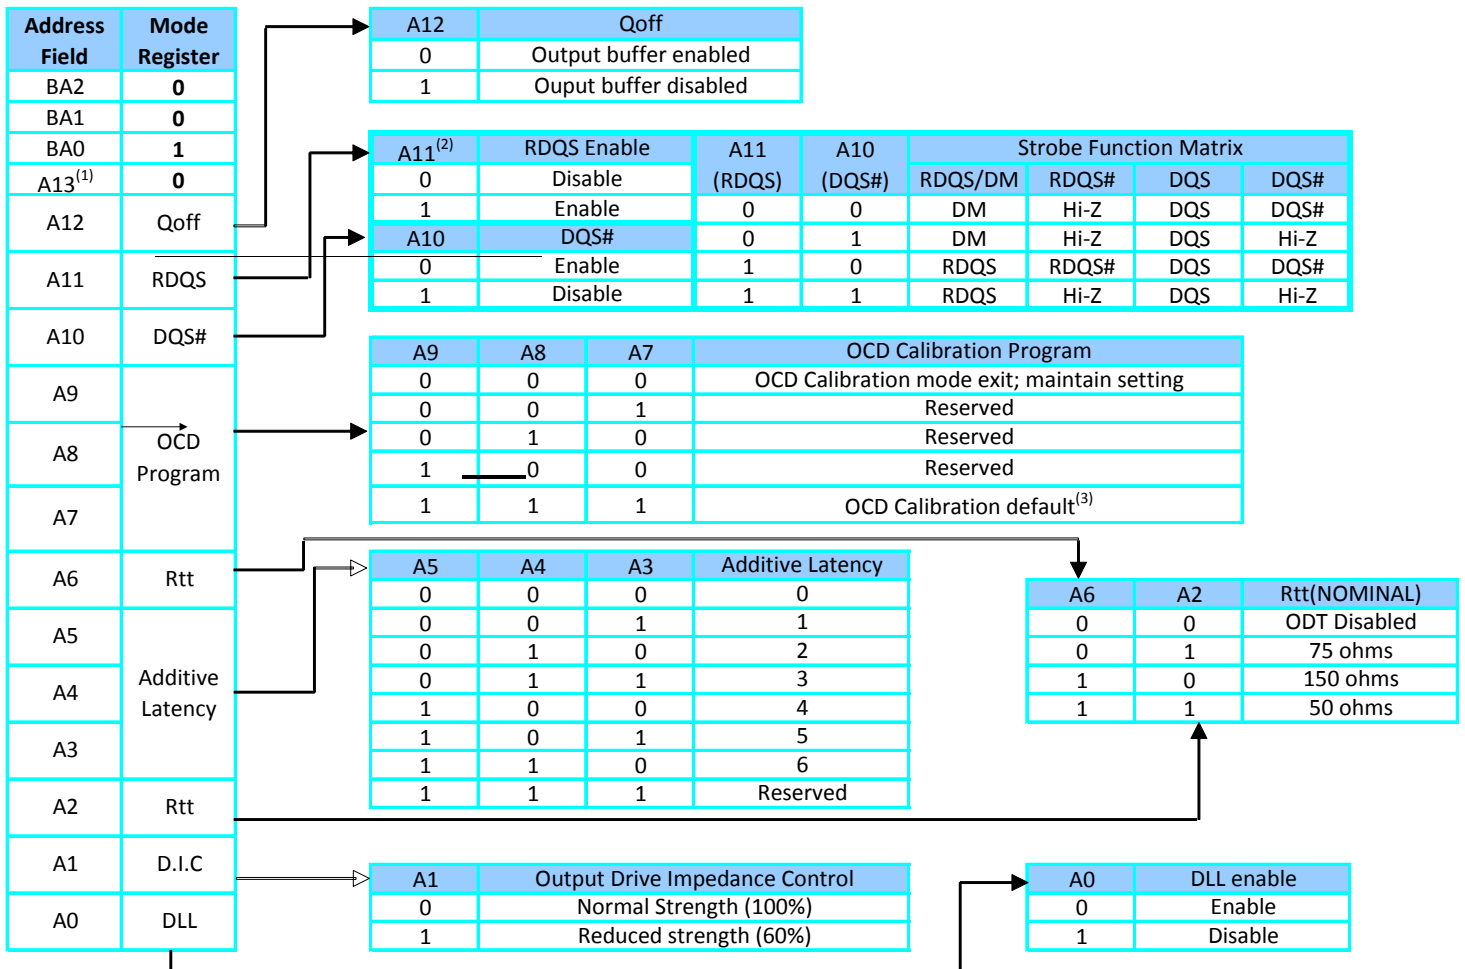 Address Field Mode Register
BA2 0
BA1 0
BA0 1
A13(1) 0
A12 Qoff
A11 RDQS
A10 DQS#
A9
A8
A7
OCD Program
A6 Rtt
A5
A4
A3
Additive Latency
A2 Rtt
A1 D.I.C
A0 DLL
A12 Qoff
0 Output buffer enabled
1 Ouput buffer disabled
A11(2) RDQS Enable
0 Disable
1 Enable
A10 DQS#
0 Enable
1 Disable
A11 (RDQS) A10 (DQS#) Strobe Function Matrix
RDQS/DM RDQS# DQS DQS#
0 0 DM Hi-Z DQS DQS#
0 1 DM Hi-Z DQS Hi-Z
1 0 RDQS RDQS# DQS DQS#
1 1 RDQS Hi-Z DQS Hi-Z
A9 A8 A7 OCD Calibration Program
0 0 0 OCD Calibration mode exit; maintain setting
0 0 1 Reserved
0 1 0 Reserved
1 0 0 Reserved
1 1 1 OCD Calibration default(3)
A5 A4 A3 Additive Latency
0 0 0 0
0 0 1 1
0 1 0 2
0 1 1 3
1 0 0 4
1 0 1 5
1 1 0 6
1 1 1 Reserved
A6 A2 Rtt(NOMINAL)
0 0 ODT Disabled
0 1 75 ohms
1 0 150 ohms
1 1 50 ohms
A1 Output Drive Impedance Control
0 Normal Strength (100%)
1 Reduced strength (60%)
A0 DLL enable
0 Enable
1 Disable